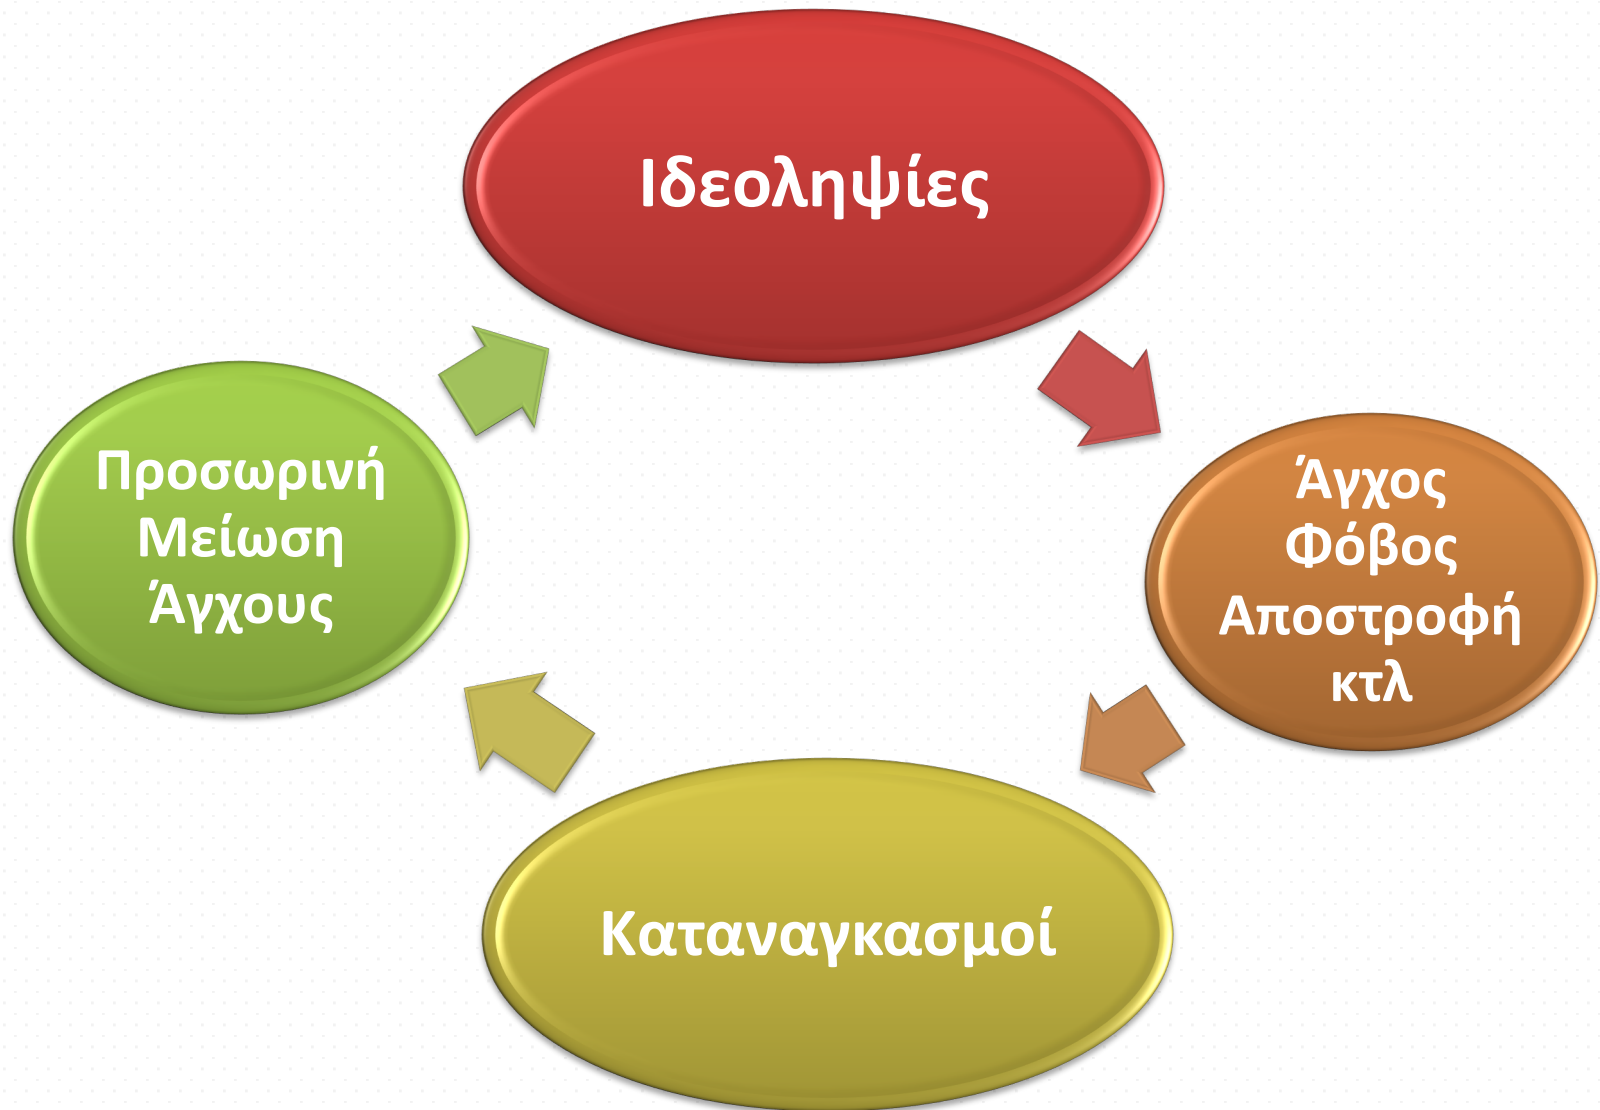 Ιδεοληψίες
Άγχος
Φόβος
Αποστροφή
κτλ
Καταναγκασμοί
Προσωρινή
Μείωση
Άγχους